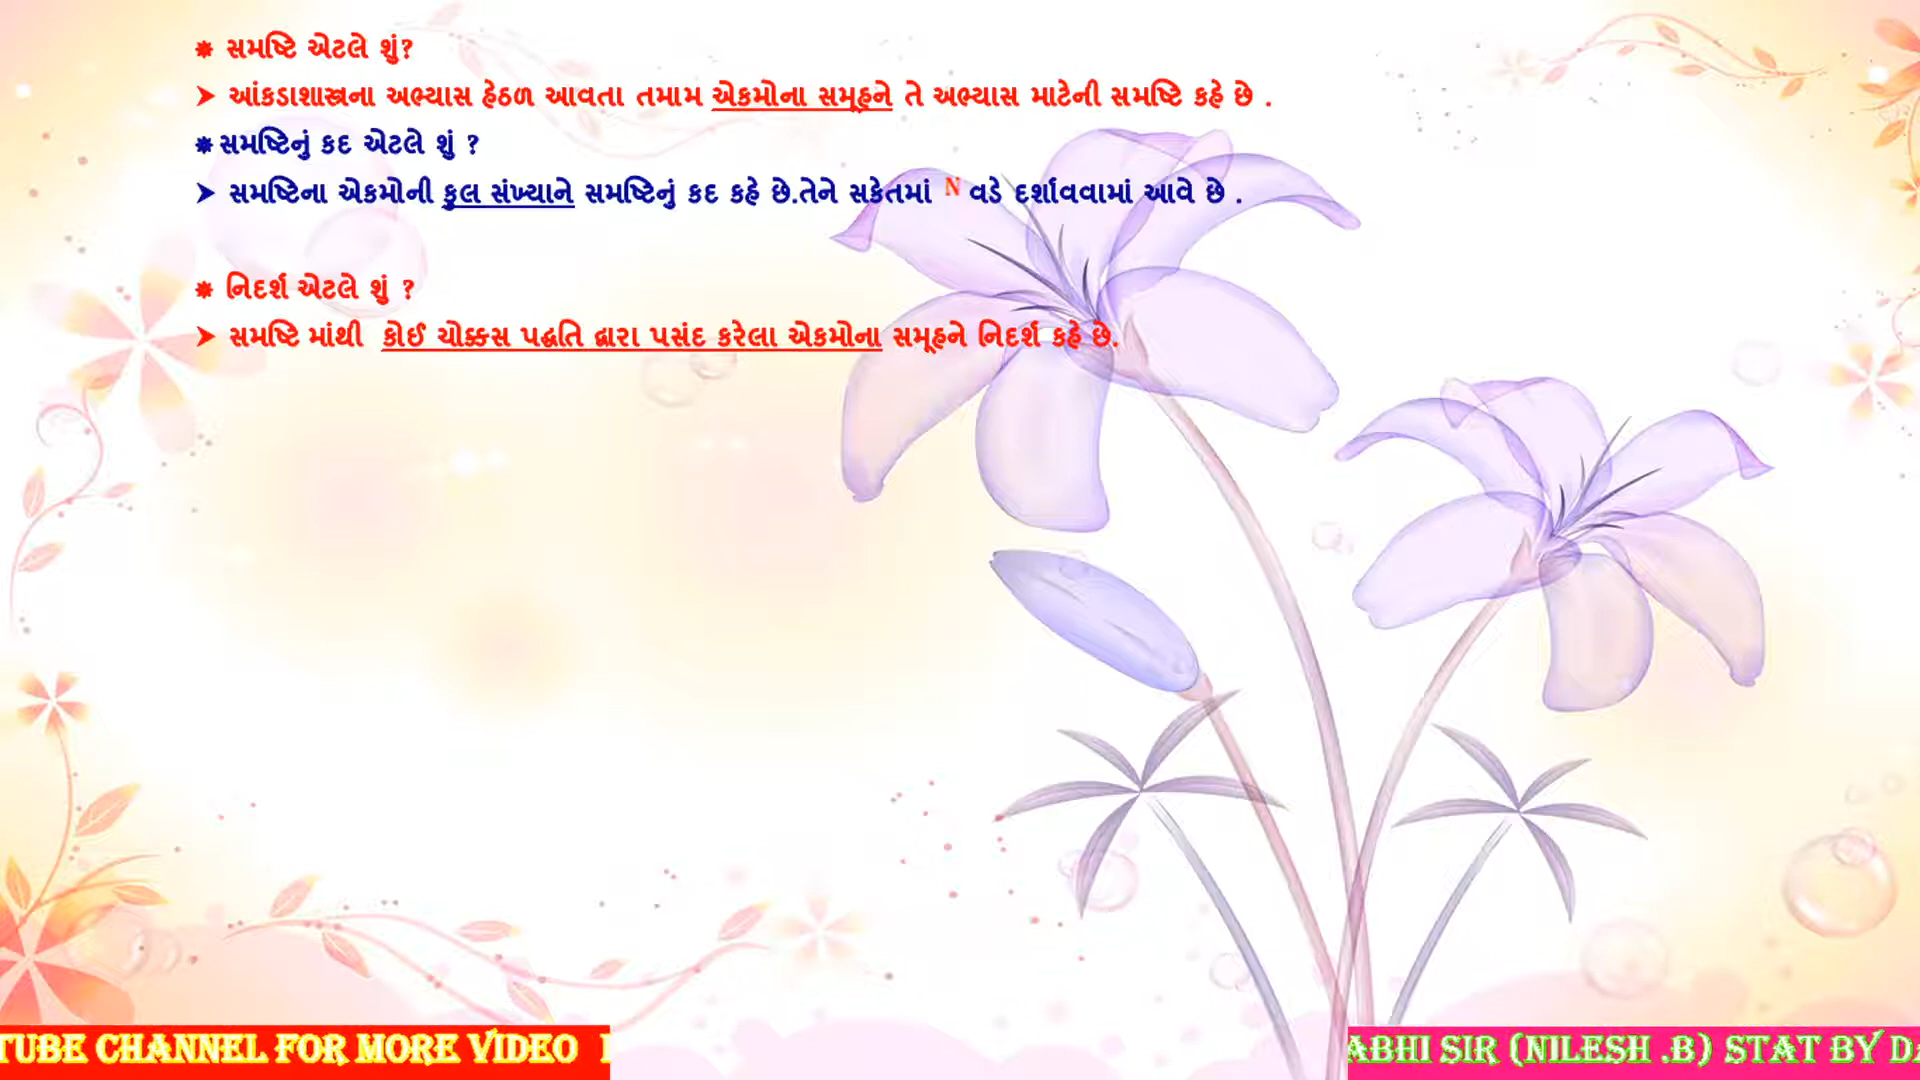 ⁕ સમષ્ટિ એટલે શું?
➢ આંકડાશાસ્ત્રના અભ્યાસ હેઠળ આવતા તમામ એકમોના સમૂહને તે અભ્યાસ માટેની સમષ્ટિ કહે છે .
⁕ સમષ્ટિનું કદ એટલે શું ?
➢ સમષ્ટિના એકમોની કુલ સંખ્યાને સમષ્ટિનું કદ કહે છે.તેને સકેતમાં N વડે દર્શાવવામાં આવે છે .
⁕ નિદર્શ એટલે શું ?
➢ સમષ્ટિ માંથી કોઈ ચોક્કસ પદ્ધતિ દ્વારા પસંદ કરેલા એકમોના સમૂહને નિદર્શ કહે છે.
TUBE CHANNEL FOR MORE VIDEO
ABHI SIR (NILESH .B) STAT BY